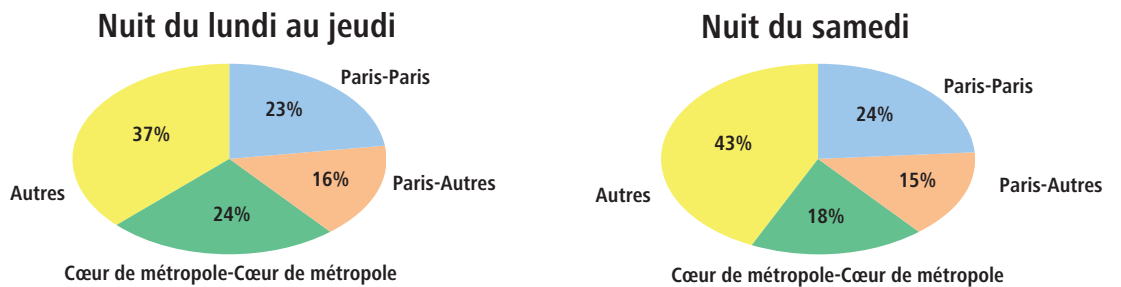 Nuit du lundi au jeudi
Paris-Paris
23%
37%
16%
Paris-Autres
Autres
24%
Cœur de métropole-Cœur de métropole
Nuit du samedi
Paris-Paris
24%
43%
15%
Paris-Autres
Autres
18%
Cœur de métropole-Cœur de métropole